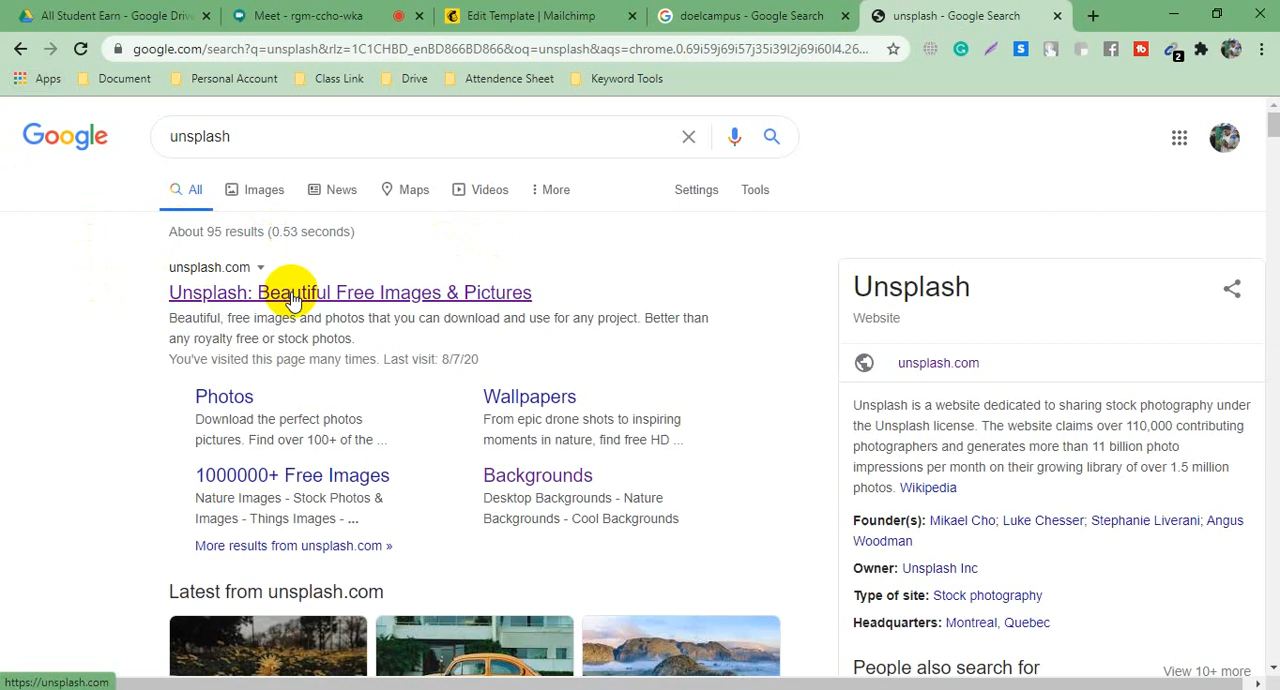 All Student Earn - Google Driv
Meet - rgm-ccho-wka
Edit Template | Mailchimp
doelcampus - Google Search
unsplash - Google Search
google.com/search?q=unsplash&rlz=1C1CHBD_enBD866BD866&oq=unsplash&aqs=chrome.0.69i59j69i57j35i39l2j69i60l4.26...
2
Apps
Document
Personal Account
Class Link
Drive
Attendence Sheet
Keyword Tools
Google
unsplash
All
Images
News
Maps
Videos
More
Settings
Tools
About 95 results (0.53 seconds)
unsplash.com
Unsplash: Beautiful Free Images & Pictures
Beautiful, free images and photos that you can download and use for any project. Better than
any royalty free or stock photos.
You've visited this page many times. Last visit: 8/7/20
Photos
Download the perfect photos
pictures. Find over 100+ of the ...
Wallpapers
From epic drone shots to inspiring
moments in nature, find free HD ...
1000000+ Free Images
Nature Images - Stock Photos &
Images - Things Images - ...
Backgrounds
Desktop Backgrounds - Nature
Backgrounds - Cool Backgrounds
More results from unsplash.com »
Latest from unsplash.com
Unsplash
Website
unsplash.com
Unsplash is a website dedicated to sharing stock photography under
the Unsplash license. The website claims over 110,000 contributing
photographers and generates more than 11 billion photo
impressions per month on their growing library of over 1.5 million
photos. Wikipedia
Founder(s): Mikael Cho; Luke Chesser; Stephanie Liverani; Angus
Woodman
Owner: Unsplash Inc
Type of site: Stock photography
Headquarters: Montreal, Quebec
People also search for
View 10+ more
https://unsplash.com